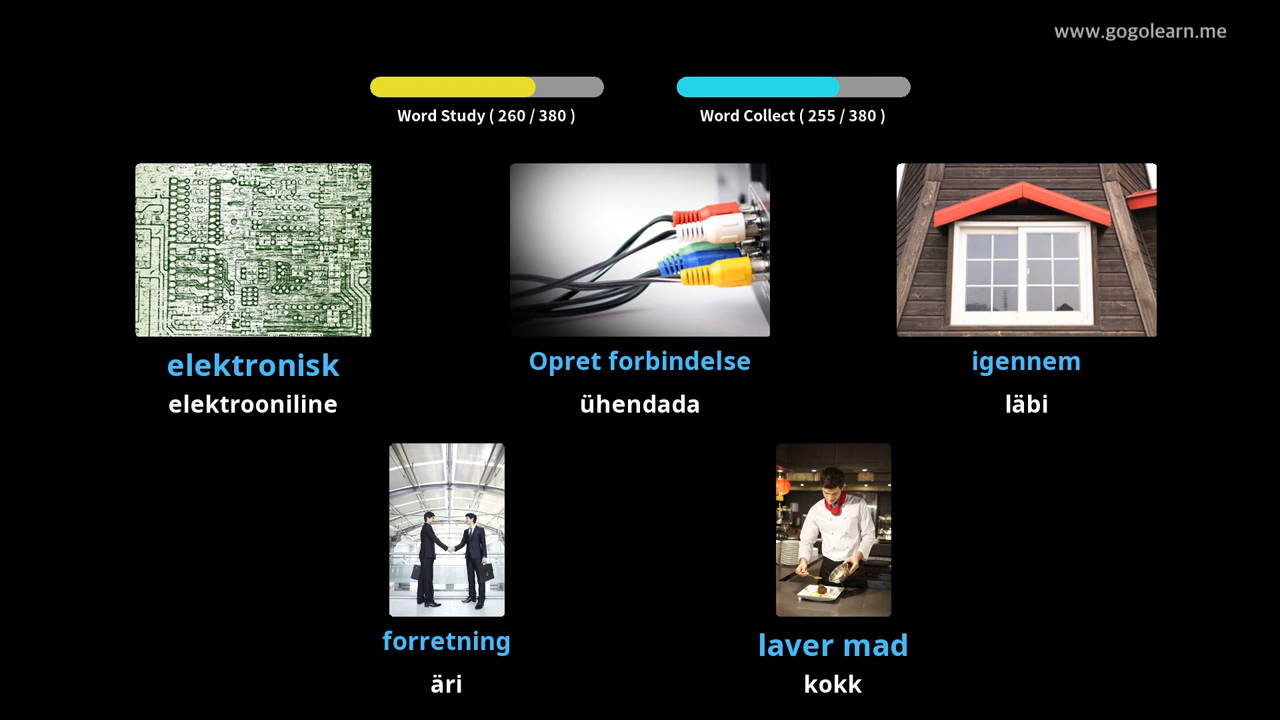 www.gogolearn.me
Word Study ( 260 / 380 )
Word Collect ( 255 / 380 )
elektronisk
elektrooniline
Opret forbindelse
ühendada
igennem
läbi
forretning
äri
laver mad
kokk